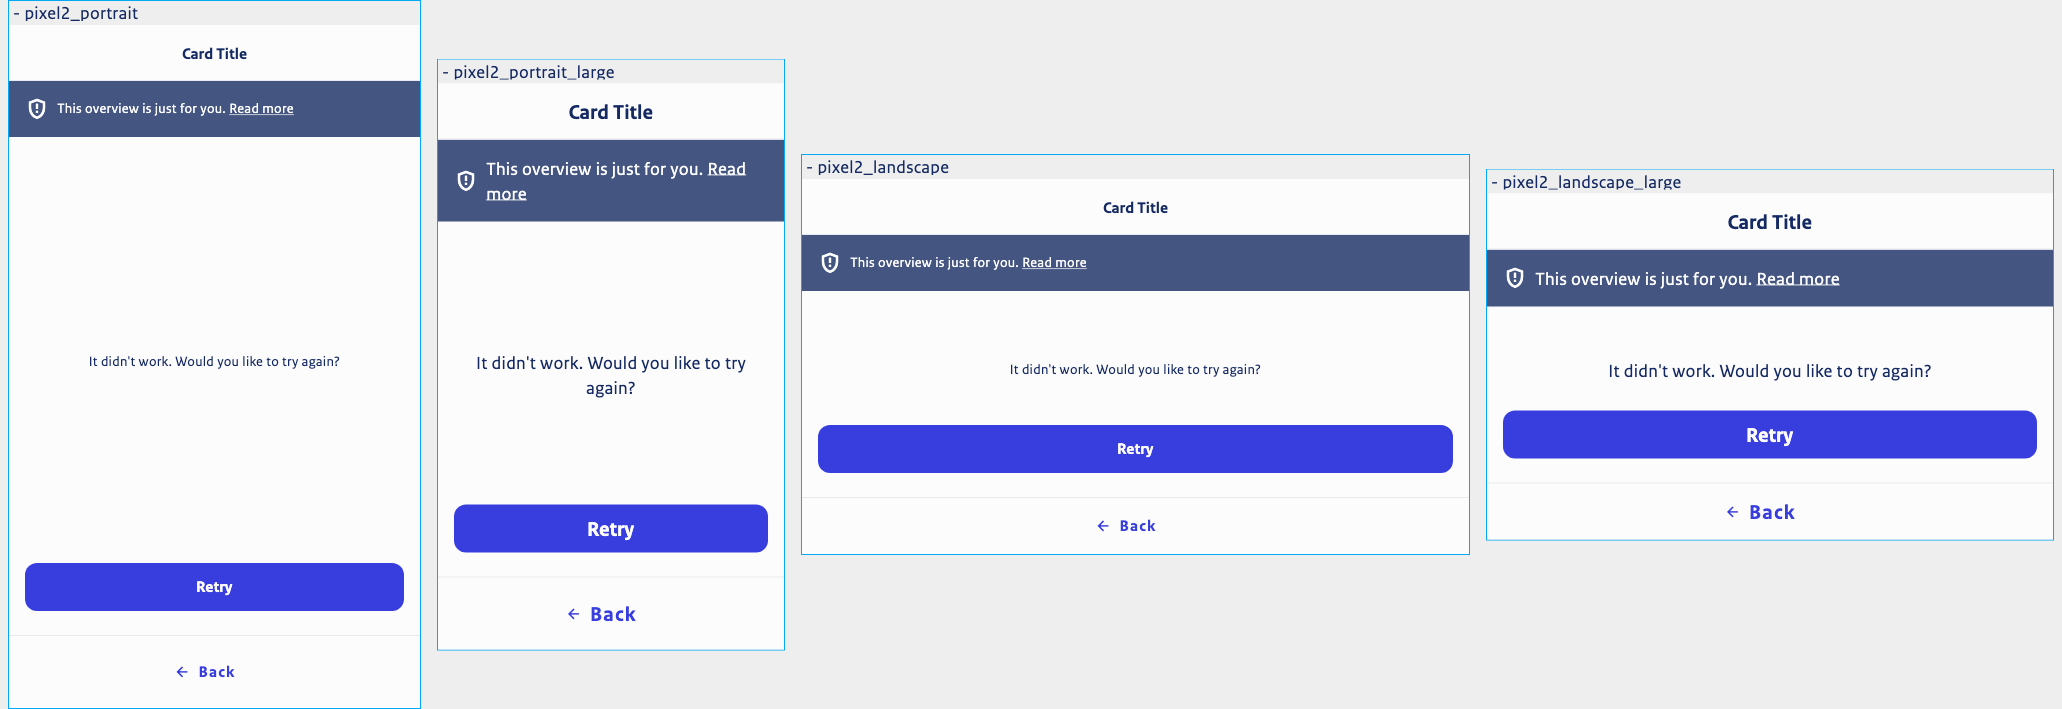 - pixel2_portrait
Card Title
This overview is just for you. Read more
It didn't work. Would you like to try again?
Retry
Back
- pixel2_portrait_large
Card Title
This overview is just for you. Read
more
It didn't work. Would you like to try
again?
Retry
Back
- pixel2_landscape
Card Title
This overview is just for you. Read more
It didn't work. Would you like to try again?
Retry
Back
- pixel2_landscape_large
Card Title
This overview is just for you. Read more
It didn't work. Would you like to try again?
Retry
Back